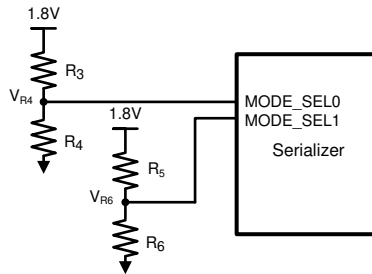 1.8V
R3
VR4
1.8V
MODE_SEL0
MODE_SEL1
R4
Serializer
R5
VR6
R6